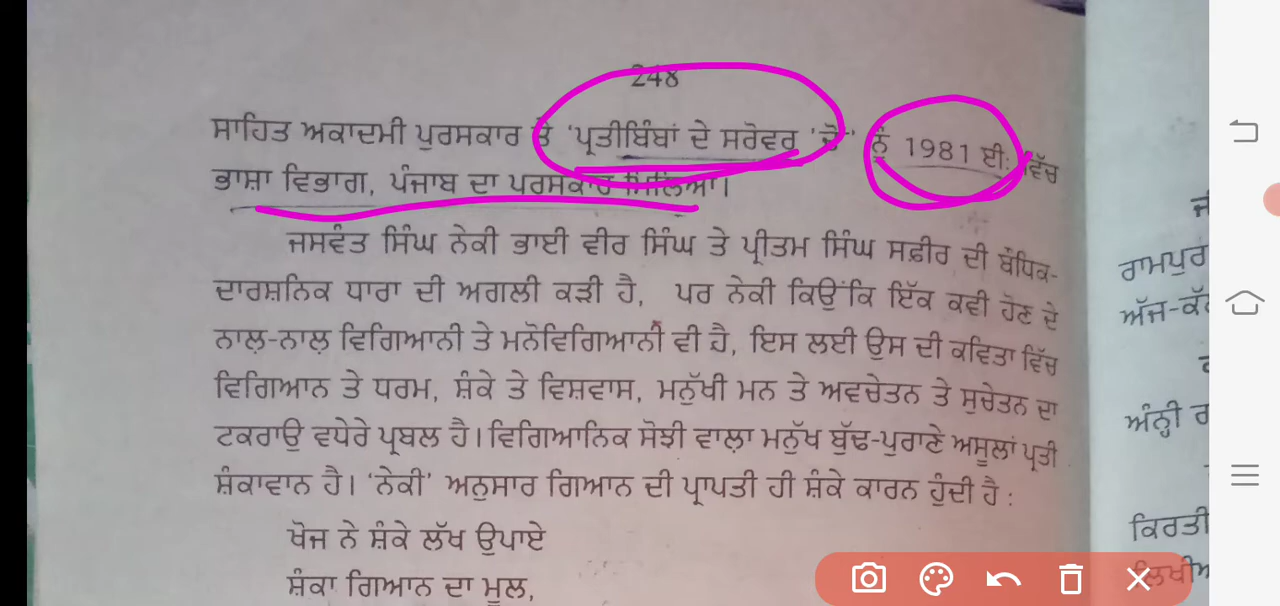 248
ਸਾਹਿਤ ਅਕਾਦਮੀ ਪੁਰਸਕਾਰ ਤੇ 'ਪ੍ਰਤੀਬਿੰਬਾਂ ਦੇ ਸਰੋਵਰ 'ਚੋਂ' ਨੂੰ 1981 ਈ: ਵਿੱਚ
ਭਾਸ਼ਾ ਵਿਭਾਗ, ਪੰਜਾਬ ਦਾ ਪੁਰਸਕਾਰ ਮਿਲਿਆ।
ਜਸਵੰਤ ਸਿੰਘ ਨੇਕੀ ਭਾਈ ਵੀਰ ਸਿੰਘ ਤੇ ਪ੍ਰੀਤਮ ਸਿੰਘ ਸਫ਼ੀਰ ਦੀ ਬੌਧਿਕ-
ਦਾਰਸ਼ਨਿਕ ਧਾਰਾ ਦੀ ਅਗਲੀ ਕੜੀ ਹੈ, ਪਰ ਨੇਕੀ ਕਿਉਂਕਿ ਇੱਕ ਕਵੀ ਹੋਣ ਦੇ
ਨਾਲ਼-ਨਾਲ਼ ਵਿਗਿਆਨੀ ਤੇ ਮਨੋਵਿਗਿਆਨੀ ਵੀ ਹੈ, ਇਸ ਲਈ ਉਸ ਦੀ ਕਵਿਤਾ ਵਿੱਚ
ਵਿਗਿਆਨ ਤੇ ਧਰਮ, ਸ਼ੰਕੇ ਤੇ ਵਿਸ਼ਵਾਸ, ਮਨੁੱਖੀ ਮਨ ਤੇ ਅਵਚੇਤਨ ਤੇ ਸੁਚੇਤਨ ਦਾ
ਟਕਰਾਉ ਵਧੇਰੇ ਪ੍ਰਬਲ ਹੈ। ਵਿਗਿਆਨਿਕ ਸੋਝੀ ਵਾਲ਼ਾ ਮਨੁੱਖ ਬੁੱਢ-ਪੁਰਾਣੇ ਅਸੂਲਾਂ ਪ੍ਰਤੀ
ਸ਼ੰਕਾਵਾਨ ਹੈ। 'ਨੇਕੀ' ਅਨੁਸਾਰ ਗਿਆਨ ਦੀ ਪ੍ਰਾਪਤੀ ਹੀ ਸ਼ੰਕੇ ਕਾਰਨ ਹੁੰਦੀ ਹੈ :
ਖੋਜ ਨੇ ਸ਼ੰਕੇ ਲੱਖ ਉਪਾਏ
ਸ਼ੰਕਾ ਗਿਆਨ ਦਾ ਮੂਲ,
ਰਾਮਪੁਰ
ਅੱਜ-ਕੱਲ
ਅੰਨ੍ਹੀ
ਕਿਰਤੀ